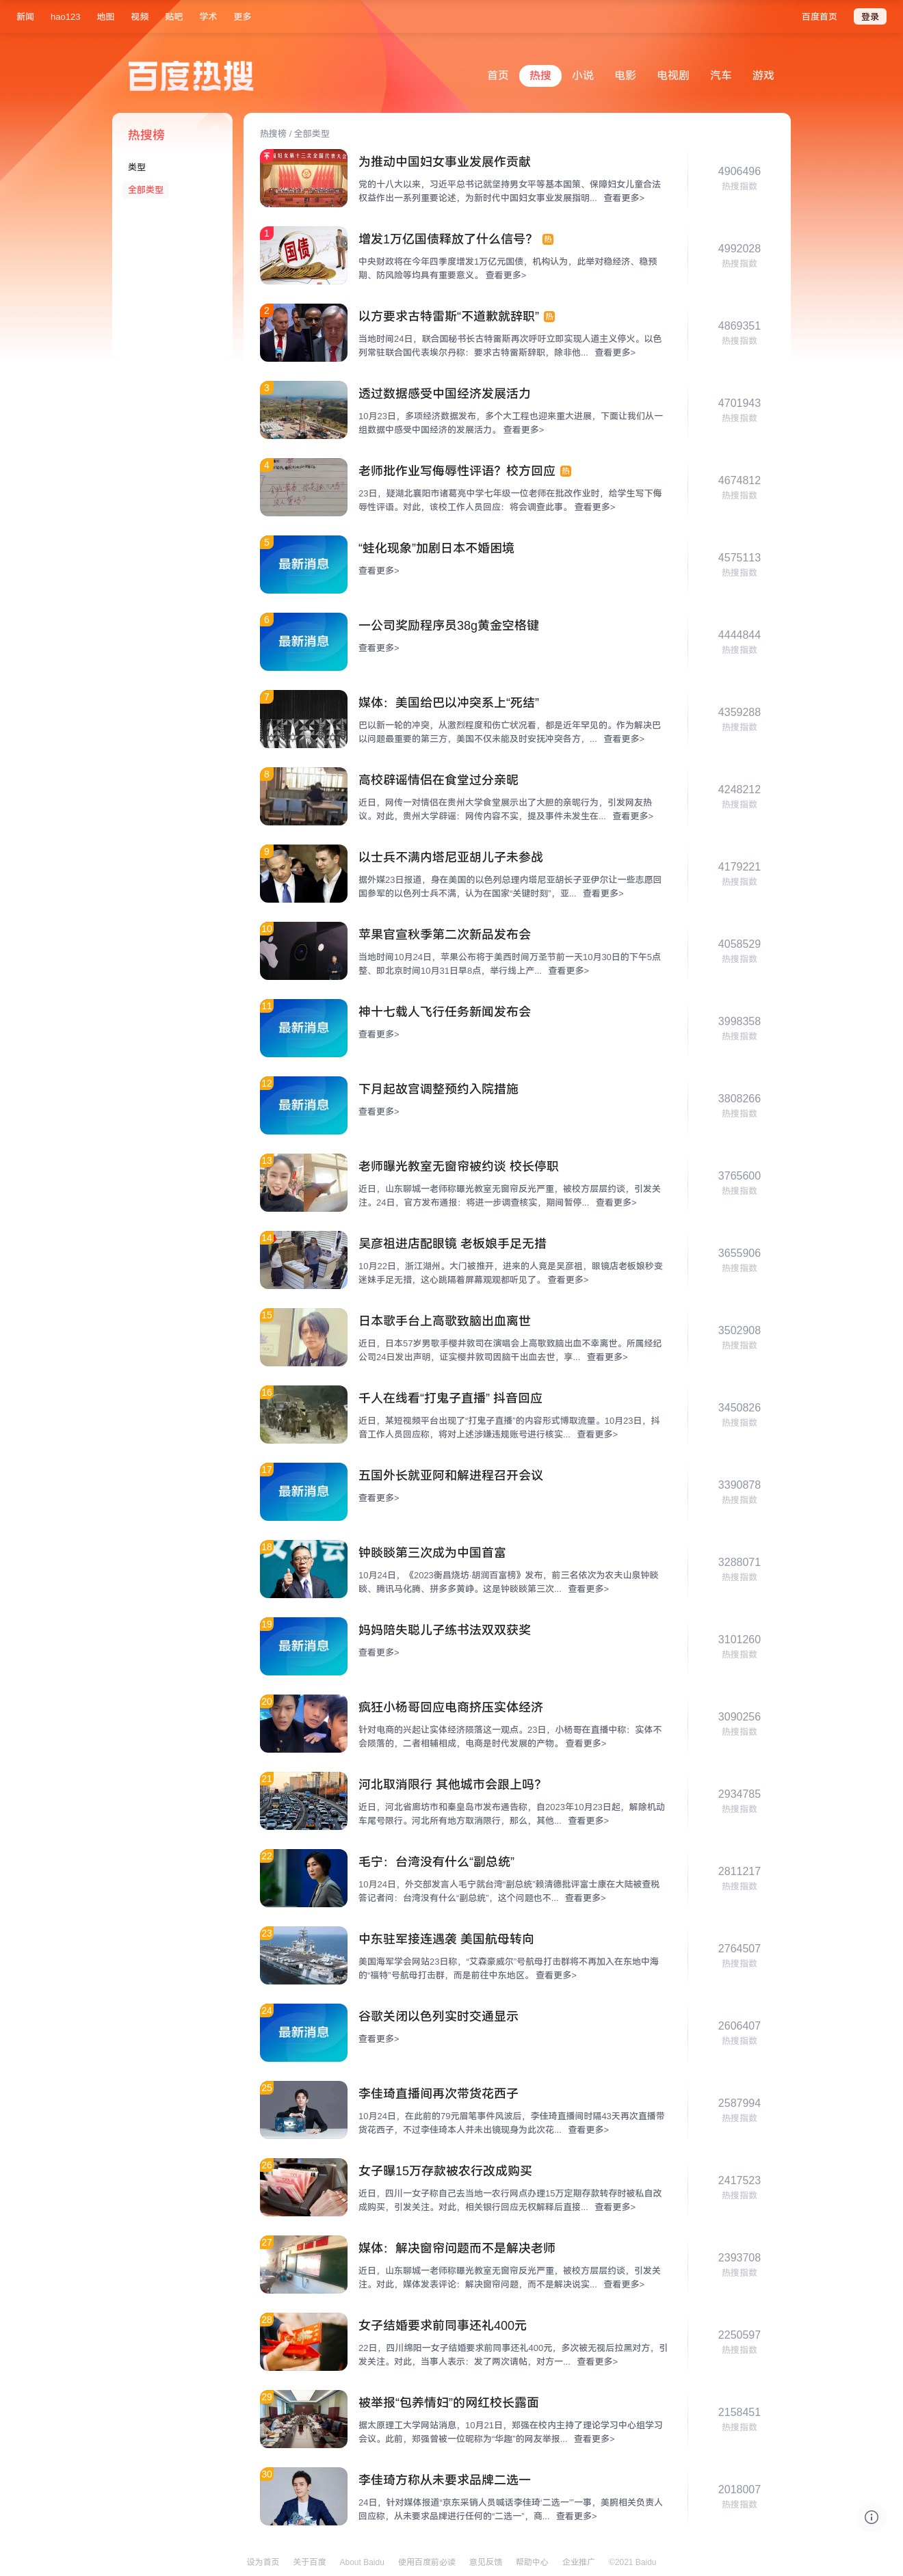 新闻 hao123 地图 视频 贴吧 学术 更多 百度首页 登录
百度热搜
首页 热搜 小说 电影 电视剧 汽车 游戏
热搜榜
类型
全部类型
热搜榜 / 全部类型
为推动中国妇女事业发展作贡献
党的十八大以来，习近平总书记就坚持男女平等基本国策、保障妇女儿童合法
权益作出一系列重要论述，为新时代中国妇女事业发展指明... 查看更多>
4906496
热搜指数
1
国债
增发1万亿国债释放了什么信号？ 热
中央财政将在今年四季度增发1万亿元国债，机构认为，此举对稳经济、稳预
期、防风险等均具有重要意义。 查看更多>
4992028
热搜指数
2
以方要求古特雷斯“不道歉就辞职” 热
当地时间24日，联合国秘书长古特雷斯再次呼吁立即实现人道主义停火。以色
列常驻联合国代表埃尔丹称：要求古特雷斯辞职，除非他... 查看更多>
4869351
热搜指数
3
透过数据感受中国经济发展活力
10月23日，多项经济数据发布，多个大工程也迎来重大进展，下面让我们从一
组数据中感受中国经济的发展活力。 查看更多>
4701943
热搜指数
4
老师批作业写侮辱性评语？校方回应 热
23日，疑湖北襄阳市诸葛亮中学七年级一位老师在批改作业时，给学生写下侮
辱性评语。对此，该校工作人员回应：将会调查此事。 查看更多>
4674812
热搜指数
5
最新消息
“蛙化现象”加剧日本不婚困境
查看更多>
4575113
热搜指数
6
最新消息
一公司奖励程序员38g黄金空格键
查看更多>
4444844
热搜指数
7
媒体：美国给巴以冲突系上“死结”
巴以新一轮的冲突，从激烈程度和伤亡状况看，都是近年罕见的。作为解决巴
以问题最重要的第三方，美国不仅未能及时安抚冲突各方，... 查看更多>
4359288
热搜指数
8
高校辟谣情侣在食堂过分亲昵
近日，网传一对情侣在贵州大学食堂展示出了大胆的亲昵行为，引发网友热
议。对此，贵州大学辟谣：网传内容不实，提及事件未发生在... 查看更多>
4248212
热搜指数
9
以士兵不满内塔尼亚胡儿子未参战
据外媒23日报道，身在美国的以色列总理内塔尼亚胡长子亚伊尔让一些志愿回
国参军的以色列士兵不满，认为在国家“关键时刻”，亚... 查看更多>
4179221
热搜指数
10
苹果官宣秋季第二次新品发布会
当地时间10月24日，苹果公布将于美西时间万圣节前一天10月30日的下午5点
整、即北京时间10月31日早8点，举行线上产... 查看更多>
4058529
热搜指数
11
最新消息
神十七载人飞行任务新闻发布会
查看更多>
3998358
热搜指数
12
最新消息
下月起故宫调整预约入院措施
查看更多>
3808266
热搜指数
13
老师曝光教室无窗帘被约谈 校长停职
近日，山东聊城一老师称曝光教室无窗帘反光严重，被校方层层约谈，引发关
注。24日，官方发布通报：将进一步调查核实，期间暂停... 查看更多>
3765600
热搜指数
14
吴彦祖进店配眼镜 老板娘手足无措
10月22日，浙江湖州。大门被推开，进来的人竟是吴彦祖，眼镜店老板娘秒变
迷妹手足无措，这心跳隔着屏幕观观都听见了。 查看更多>
3655906
热搜指数
15
日本歌手台上高歌致脑出血离世
近日，日本57岁男歌手樱井敦司在演唱会上高歌致脑出血不幸离世。所属经纪
公司24日发出声明，证实樱井敦司因脑干出血去世，享... 查看更多>
3502908
热搜指数
16
千人在线看“打鬼子直播” 抖音回应
近日，某短视频平台出现了“打鬼子直播”的内容形式博取流量。10月23日，抖
音工作人员回应称，将对上述涉嫌违规账号进行核实... 查看更多>
3450826
热搜指数
17
最新消息
五国外长就亚阿和解进程召开会议
查看更多>
3390878
热搜指数
18
钟睒睒第三次成为中国首富
10月24日，《2023衡昌烧坊·胡润百富榜》发布，前三名依次为农夫山泉钟睒
睒、腾讯马化腾、拼多多黄峥。这是钟睒睒第三次... 查看更多>
3288071
热搜指数
19
最新消息
妈妈陪失聪儿子练书法双双获奖
查看更多>
3101260
热搜指数
20
疯狂小杨哥回应电商挤压实体经济
针对电商的兴起让实体经济陨落这一观点。23日，小杨哥在直播中称：实体不
会陨落的，二者相辅相成，电商是时代发展的产物。 查看更多>
3090256
热搜指数
21
河北取消限行 其他城市会跟上吗？
近日，河北省廊坊市和秦皇岛市发布通告称，自2023年10月23日起，解除机动
车尾号限行。河北所有地方取消限行，那么，其他... 查看更多>
2934785
热搜指数
22
毛宁：台湾没有什么“副总统”
10月24日，外交部发言人毛宁就台湾“副总统”赖清德批评富士康在大陆被查税
答记者问：台湾没有什么“副总统”，这个问题也不... 查看更多>
2811217
热搜指数
23
中东驻军接连遇袭 美国航母转向
美国海军学会网站23日称，“艾森豪威尔”号航母打击群将不再加入在东地中海
的“福特”号航母打击群，而是前往中东地区。 查看更多>
2764507
热搜指数
24
最新消息
谷歌关闭以色列实时交通显示
查看更多>
2606407
热搜指数
25
李佳琦直播间再次带货花西子
10月24日，在此前的79元眉笔事件风波后，李佳琦直播间时隔43天再次直播带
货花西子，不过李佳琦本人并未出镜现身为此次花... 查看更多>
2587994
热搜指数
26
女子曝15万存款被农行改成购买
近日，四川一女子称自己去当地一农行网点办理15万定期存款转存时被私自改
成购买，引发关注。对此，相关银行回应无权解释后直接... 查看更多>
2417523
热搜指数
27
媒体：解决窗帘问题而不是解决老师
近日，山东聊城一老师称曝光教室无窗帘反光严重，被校方层层约谈，引发关
注。对此，媒体发表评论：解决窗帘问题，而不是解决说实... 查看更多>
2393708
热搜指数
28
女子结婚要求前同事还礼400元
22日，四川绵阳一女子结婚要求前同事还礼400元，多次被无视后拉黑对方，引
发关注。对此，当事人表示：发了两次请帖，对方一... 查看更多>
2250597
热搜指数
29
被举报“包养情妇”的网红校长露面
据太原理工大学网站消息，10月21日，郑强在校内主持了理论学习中心组学习
会议。此前，郑强曾被一位昵称为“华趣”的网友举报... 查看更多>
2158451
热搜指数
30
李佳琦方称从未要求品牌二选一
24日，针对媒体报道“京东采销人员喊话李佳琦‘二选一’”一事，美腕相关负责人
回应称，从未要求品牌进行任何的“二选一”，商... 查看更多>
2018007
热搜指数
设为首页 关于百度 About Baidu 使用百度前必读 意见反馈 帮助中心 企业推广 ©2021 Baidu